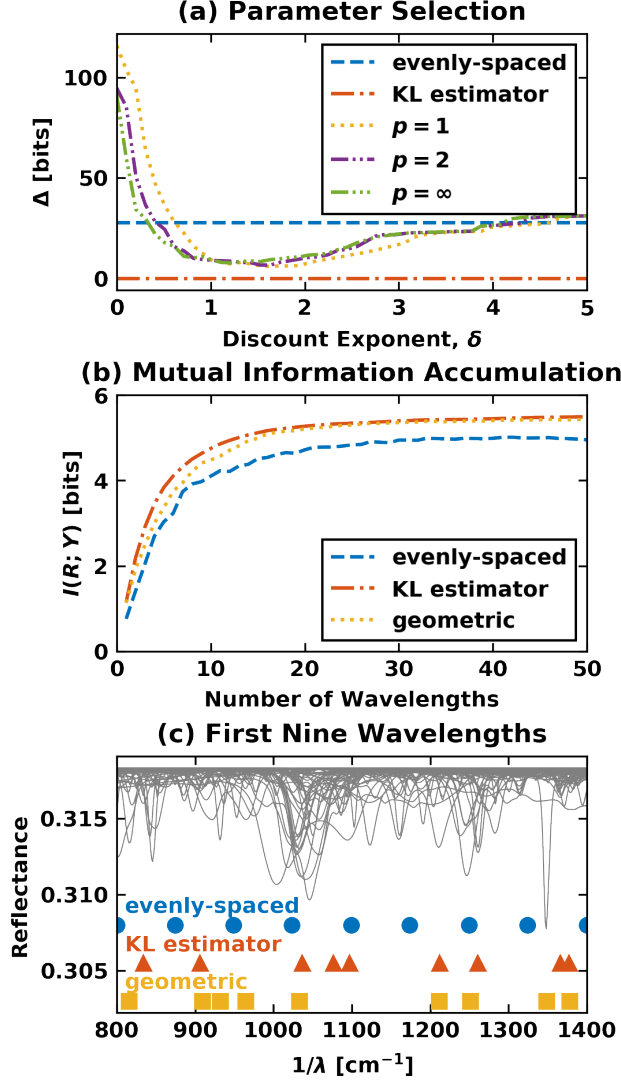 (a) Parameter Selection
100
50
0
Δ [bits]
evenly-spaced
KL estimator
p = 1
p = 2
p = ∞
0 1 2 3 4 5
Discount Exponent, δ
(b) Mutual Information Accumulation
6
4
2
0
I(R; Y) [bits]
evenly-spaced
KL estimator
geometric
0 10 20 30 40 50
Number of Wavelengths
(c) First Nine Wavelengths
0.315
0.310
0.305
Reflectance
evenly-spaced
KL estimator
geometric
800 900 1000 1100 1200 1300 1400
1/λ [cm⁻¹]